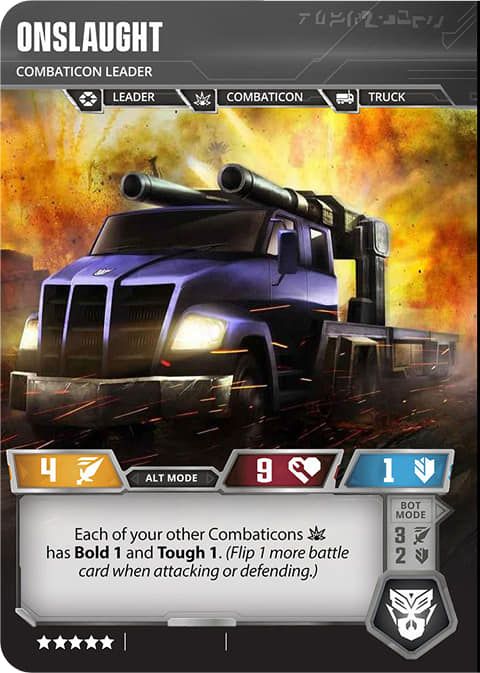 ONSLAUGHT
COMBATICON LEADER
LEADER COMBATICON TRUCK
4 ALT MODE 9 1
BOT
MODE
3
2
Each of your other Combaticons
has Bold 1 and Tough 1. (Flip 1 more battle
card when attacking or defending.)